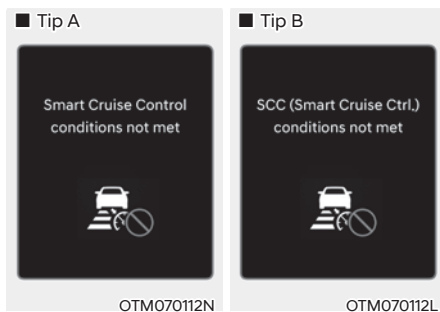 ■ Tip A
Smart Cruise Control
conditions not met
OTM070112N
■ Tip B
SCC (Smart Cruise Ctrl.)
conditions not met
OTM070112L